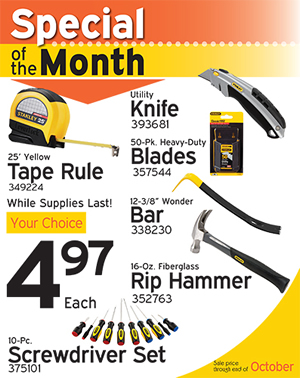 Special
of the Month
Utility
Knife
393681
50-Pk. Heavy-Duty
Blades
357544
25' Yellow
Tape Rule
349224
While Supplies Last!
Your Choice
4.97
Each
12-3/8" Wonder
Bar
338230
16-Oz. Fiberglass
Rip Hammer
352763
10-Pc.
Screwdriver Set
375101
Sale price
through end of
October
STANLEY 25